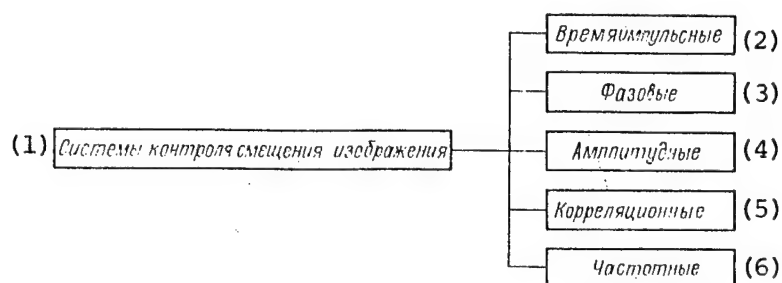 (1) Системы контроля смещения изображения
Времяимпульсные (2)
Фазовые (3)
Амплитудные (4)
Корреляционные (5)
Частотные (6)